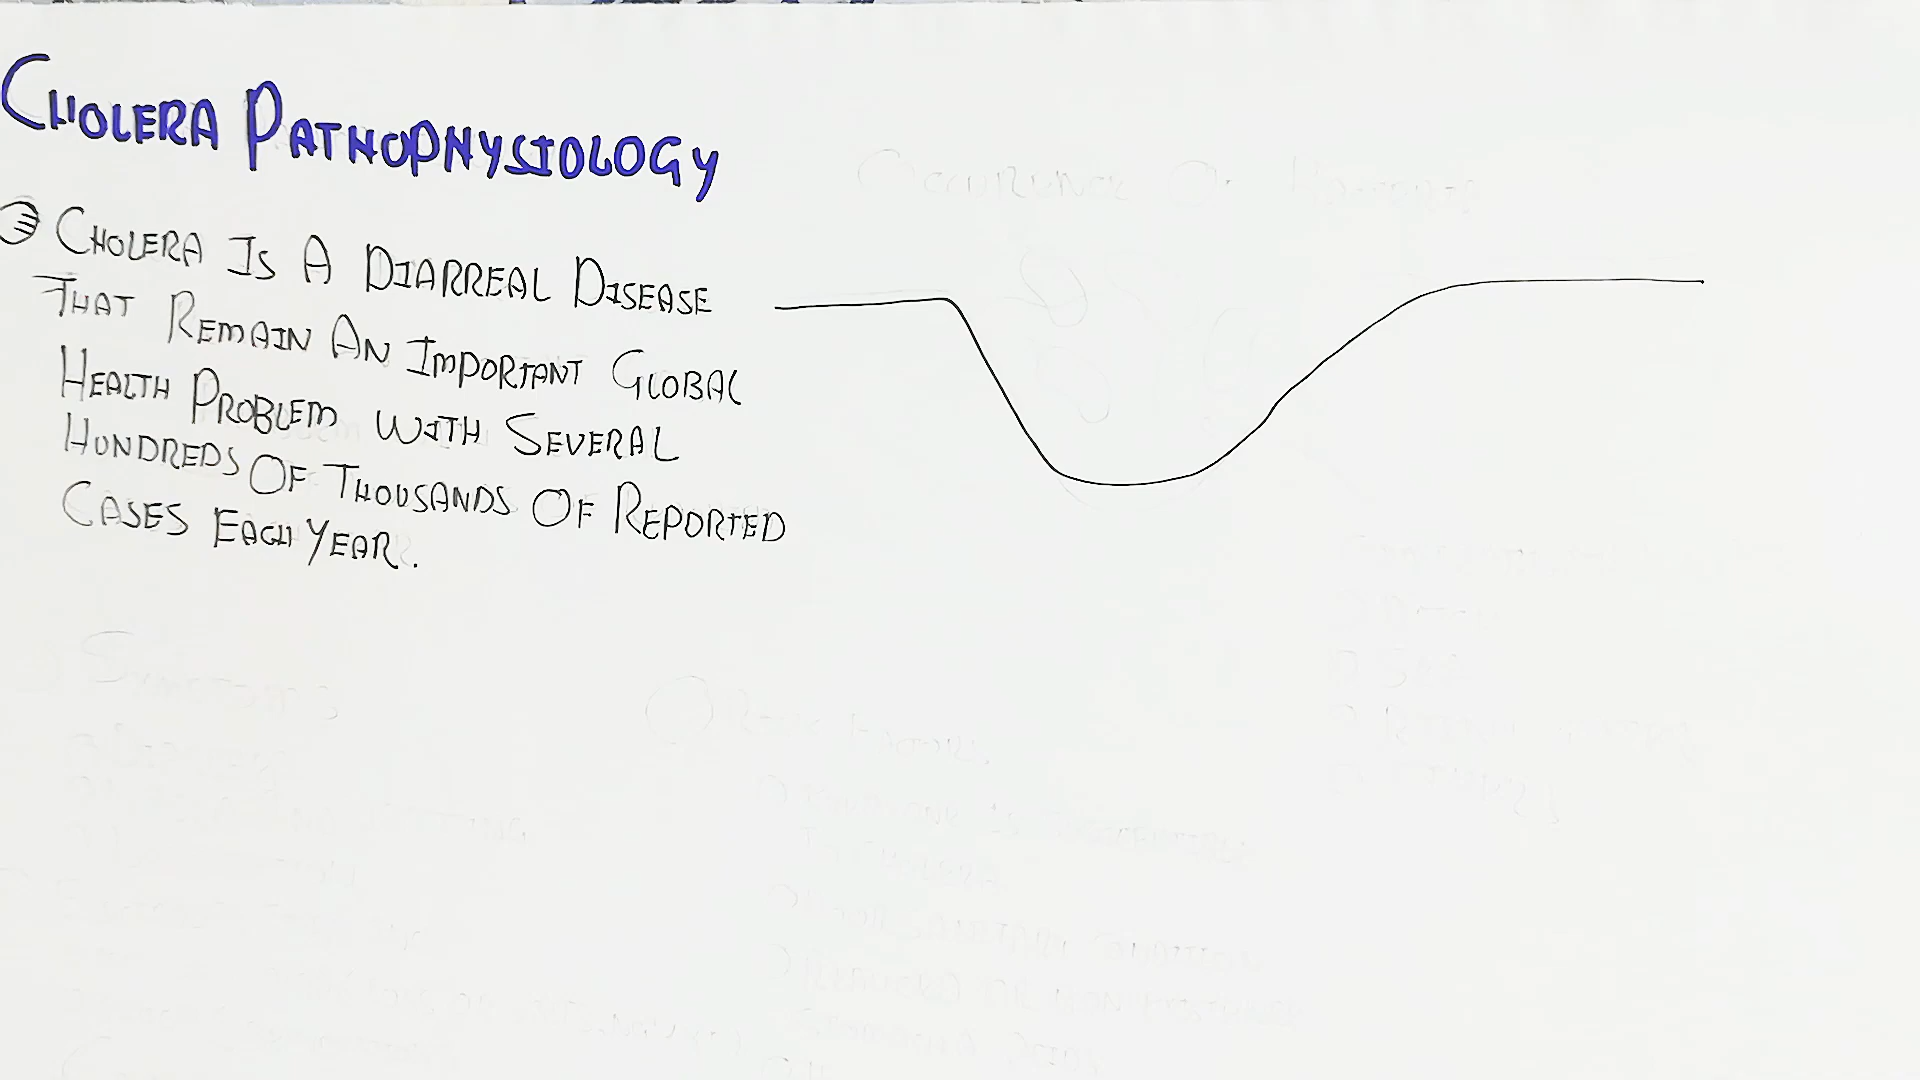 CHOLERA PATHOPHYSIOLOGY
CHOLERA IS A DIARREAL DISEASE
THAT REMAIN AN IMPORTANT GLOBAL
HEALTH PROBLEM WITH SEVERAL
HUNDREDS OF THOUSANDS OF REPORTED
CASES EACH YEAR.